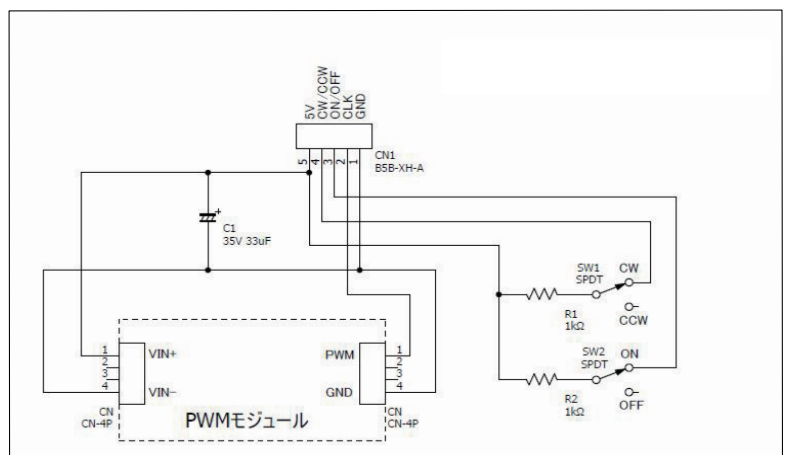 5V
CW/CCW
ON/OFF
CLK
GND
5
4
3
2
1
CN1
B5B-XH-A
+
C1
35V 33uF
SW1
SPDT
CW
R1
1kΩ
CCW
SW2
SPDT
ON
R2
1kΩ
OFF
1
2
3
4
VIN+
VIN−
CN
CN-4P
PWMモジュール
PWM
GND
1
2
3
4
CN
CN-4P